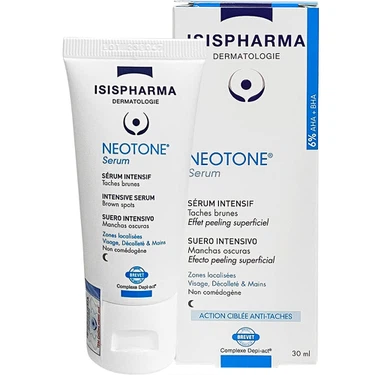 ISISPHARMA
DERMATOLOGIE
NEOTONE®
Serum
SÉRUM INTENSIF
Taches brunes
INTENSIVE SERUM
Brown spots
SUERO INTENSIVO
Manchas oscuras
Zones localisées
Visage, Décolleté & Mains
Non comédogène
BREVET
Complexe Depi-act®
ISISPHARMA
DERMATOLOGIE
6% AHA + BHA
NEOTONE®
Serum
SÉRUM INTENSIF
Taches brunes
Effet peeling superficiel
SUERO INTENSIVO
Manchas oscuras
Efecto peeling superficial
Zones localisées
Visage, Décolleté & Mains
Non comédogène
ACTION CIBLÉE ANTI-TACHES
BREVET
Complexe Depi-act®
30 ml